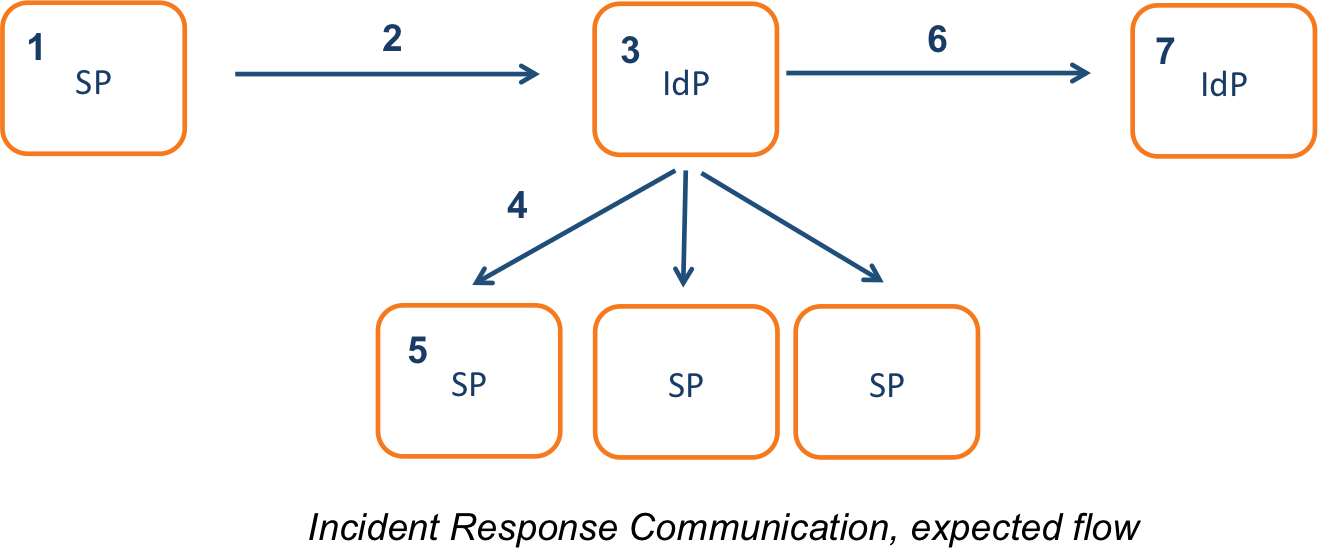 1
SP
2
3
IdP
6
7
IdP
4
5
SP
SP
SP
Incident Response Communication, expected flow